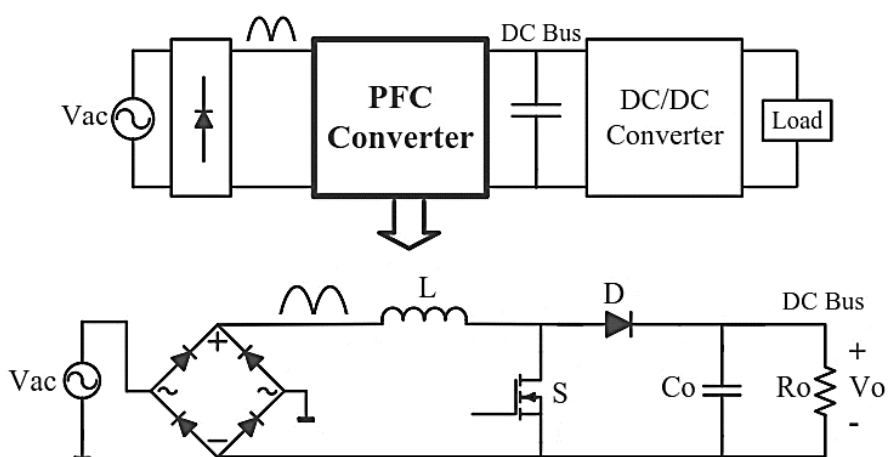 DC Bus
Vac
PFC
Converter
DC/DC
Converter
Load
L
D
DC Bus
Vac
+
~
~
−
S
Co
Ro
+
Vo
-